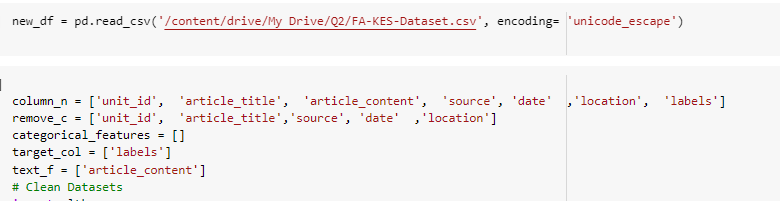 new_df = pd.read_csv('/content/drive/My Drive/Q2/FA-KES-Dataset.csv', encoding= 'unicode_escape')
column_n = ['unit_id',  'article_title',  'article_content',  'source', 'date'  ,'location',  'labels']
remove_c = ['unit_id',  'article_title','source', 'date'  ,'location']
categorical_features = []
target_col = ['labels']
text_f = ['article_content']
# Clean Datasets